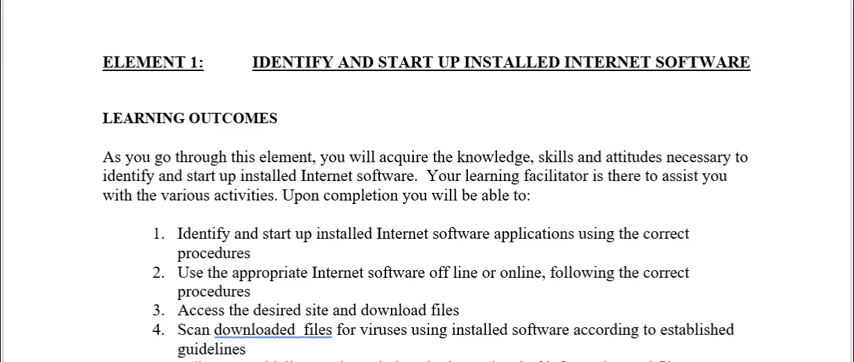 ELEMENT 1: IDENTIFY AND START UP INSTALLED INTERNET SOFTWARE
LEARNING OUTCOMES
As you go through this element, you will acquire the knowledge, skills and attitudes necessary to
identify and start up installed Internet software. Your learning facilitator is there to assist you
with the various activities. Upon completion you will be able to:
1. Identify and start up installed Internet software applications using the correct
procedures
2. Use the appropriate Internet software off line or online, following the correct
procedures
3. Access the desired site and download files
4. Scan downloaded  files for viruses using installed software according to established
guidelines